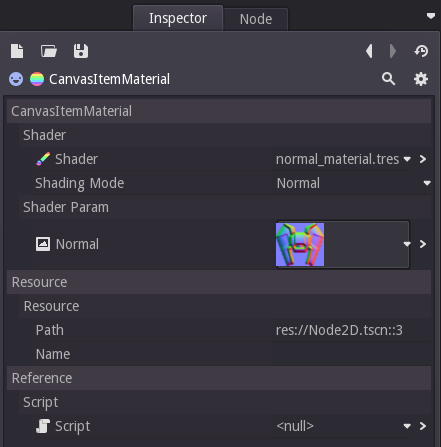 Inspector Node
CanvasItemMaterial
CanvasItemMaterial
Shader
Shader normal_material.tres
Shading Mode Normal
Shader Param
Normal
Resource
Resource
Path res://Node2D.tscn::3
Name
Reference
Script
Script <null>